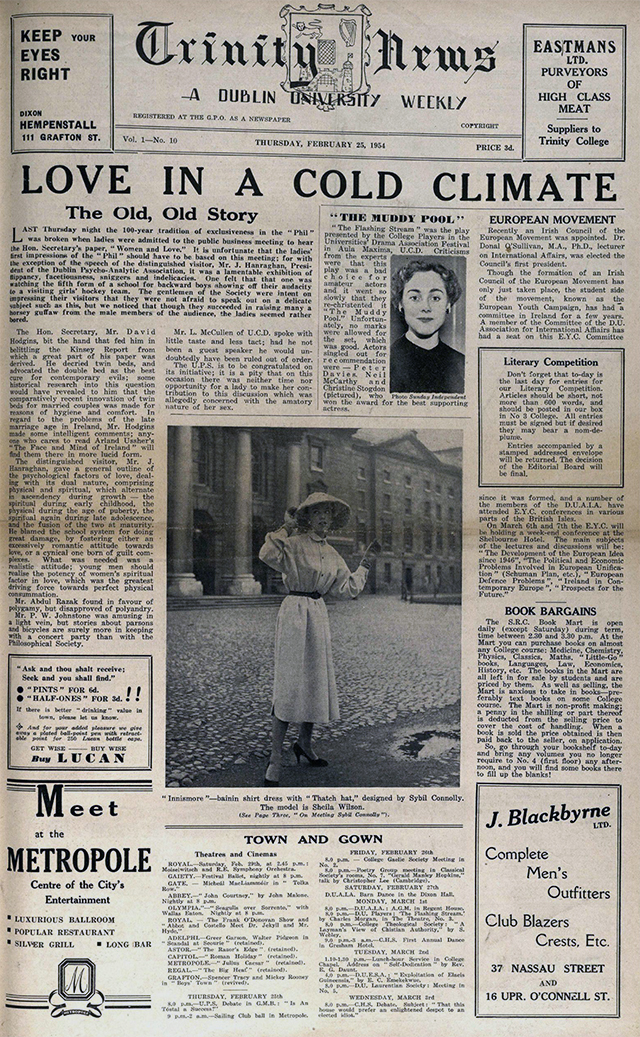 KEEP YOUR
EYES
RIGHT
DIXON
HEMPENSTALL
111 GRAFTON ST.
Trinity News
A DUBLIN UNIVERSITY WEEKLY
REGISTERED AT THE G.P.O. AS A NEWSPAPER
COPYRIGHT
Vol. 1—No. 10
THURSDAY, FEBRUARY 25, 1954
PRICE 3d.
EASTMANS
LTD.
PURVEYORS
OF
HIGH CLASS
MEAT
Suppliers to
Trinity College
LOVE IN A COLD CLIMATE
The Old, Old Story
LAST Thursday night the 100-year tradition of exclusiveness in the "Phil"
was broken when ladies were admitted to the public business meeting to hear
the Hon. Secretary's paper, "Women and Love." It is unfortunate that the ladies'
first impressions of the "Phil" should have to be based on this meeting; for with
the exception of the speech of the distinguished visitor, Mr. J. Hanraghan, Presi-
dent of the Dublin Psycho-Analytic Association, it was a lamentable exhibition of
flippancy, facetiousness, sniggers and indelicacies. One felt that one was
watching the fifth form of a school for backward boys showing off their audacity
to a visiting girls' hockey team. The gentlemen of the Society were intent on
impressing their visitors that they were not afraid to speak out on a delicate
subject such as this, but we noticed that though they succeeded in raising many a
horsey guffaw from the male members of the audience, the ladies seemed rather
bored.
The Hon. Secretary, Mr. David
Hodgins, bit the hand that fed him in
belittling the Kinsey Report from
which a great part of his paper was
derived. He decried twin beds, and
advocated the double bed as the best
cure for contemporary evils; some
historical research into this question
would have revealed to him that the
comparatively recent innovation of twin
beds for married couples was made for
reasons of hygiene and comfort. In
regard to the problems of the late
marriage age in Ireland, Mr. Hodgins
made some intelligent comments; any-
one who cares to read Arland Ussher's
"The Face and Mind of Ireland" will
find them there in more lucid form.
The distinguished visitor, Mr. J.
Hanraghan, gave a general outline of
the psychological factors of love, deal-
ing with its dual nature, comprising
physical and spiritual, which alternate
in ascendency during growth — the
spiritual during early childhood, the
physical during the age of puberty, the
spiritual again during late adolescence,
and the fusion of the two at maturity.
He blamed the school system for doing
great damage, by fostering either an
excessively romantic attitude towards
love, or a cynical one born of guilt com-
plexes. What was needed was a
realistic attitude; young men should
realise the potency of women's spiritual
factor in love, which was the greatest
driving force towards perfect physical
consummation.
Mr. Abdul Razak found in favour of
polygamy, but disapproved of polyandry.
Mr. P. W. Johnstone was amusing in
a light vein, but stories about parsons
and bicycles are surely more in keeping
with a concert party than with the
Philosophical Society.
Mr. L. McCullen of U.C.D. spoke with
little taste and less tact; had he not
been a guest speaker he would un-
doubtedly have been ruled out of order.
The U.P.S. is to be congratulated on
its initiative; it is a pity that on this
occasion there was neither time nor
opportunity for a lady to make her con-
tribution to this discussion which was
allegedly concerned with the amatory
nature of her sex.
"THE MUDDY POOL"
"The Flashing Stream" was the play
presented by the College Players in the
Universities' Drama Association Festival
in Aula Maxima, U.C.D. Criticisms
from the experts
were that this
play was a bad
choice for
amateur actors
and it went so
slowly that they
re-christened it
"The Muddy
Pool." Unfortun-
ately, no marks
were allowed for
the set, which
was good. Actors
singled out for
recommendation
were — Peter
Davies, Neil
McCarthy and
Christine Stogdon
(pictured), who
won the award for the best supporting
actress.
Photo Sunday Independent
EUROPEAN MOVEMENT
Recently an Irish Council of the
European Movement was appointed. Dr.
Donal O'Sullivan, M.A., Ph.D., lecturer
on International Affairs, was elected the
Council's first president.
Though the formation of an Irish
Council of the European Movement has
only just taken place, the student side
of the movement, known as the
European Youth Campaign, has had a
committee in Ireland for a few years.
A member of the Committee of the D.U.
Association for International Affairs has
had a seat on this E.Y.C. Committee
Literary Competition
Don't forget that to-day is
the last day for entries for
our Literary Competition.
Articles should be short, not
more than 600 words, and
should be posted in our box
in No 3 College. All entries
must be signed but if desired
they may bear a nom-de-
plume.
Entries accompanied by a
stamped addressed envelope
will be returned. The decision
of the Editorial Board will
be final.
since it was formed, and a number of
the members of the D.U.A.I.A. have
attended E.Y.C. conferences in various
parts of the British Isles.
On March 6th and 7th the E.Y.C. will
be holding a week-end conference at the
Shelbourne Hotel. The main subjects
of the lectures and discussions will be:
"The Development of the European Idea
since 1946", "The Political and Economic
Problems Involved in European Unifica-
tion" (Schuman Plan, etc.), "European
Defence Problems", "Ireland in Con-
temporary Europe", "Prospects for the
Future."
BOOK BARGAINS
The S.R.C. Book Mart is open
daily (except Saturday) during term,
time between 2.30 and 3.30 p.m. At the
Mart you can purchase books on almost
any College course: Medicine, Chemistry,
Physics, Classics, Maths, "Little-Go"
books, Languages, Law, Economics,
History, etc. The books in the Mart are
all left in for sale by students and are
priced by them. As well as selling, the
Mart is anxious to take in books—pre-
ferably text books on some College
course. The Mart is non-profit making;
a penny in the shilling or part thereof
is deducted from the selling price to
cover the cost of handling. When a
book is sold the price obtained is then
paid back to the seller, on application.
So, go through your bookshelf to-day
and bring any volumes you no longer
require to No. 4 (first floor) any after-
noon, and you will find some books there
to fill up the blanks!
"Ask and thou shalt receive;
Seek and you shall find."
● "PINTS" FOR 6d. !!
● "HALF-ONES" FOR 3d. !!
If there is better "drinking" value in
town, please let us know.
And for your added pleasure we give
away a plated ball-point pen with retract-
able point for 250 Lucan bottle caps.
GET WISE — BUY WISE
Buy LUCAN
Meet
at the
METROPOLE
Centre of the City's
Entertainment
LUXURIOUS BALLROOM
POPULAR RESTAURANT
SILVER GRILL
LONG BAR
M
METROPOLE
"Innismore"—bainin shirt dress with "Thatch hat," designed by Sybil Connolly.
The model is Sheila Wilson.
(See Page Three, "On Meeting Sybil Connolly").
TOWN AND GOWN
Theatres and Cinemas
ROYAL.—Saturday, Feb. 29th, at 2.45 p.m.:
Moiseiwitsch and R.E. Symphony Orchestra.
GAIETY.—Festival Ballet, nightly at 8 p.m.
GATE. — Micheál MacLiammóir in "Tolka
Row."
ABBEY.—"John Courtney," by John Malone.
Nightly at 8 p.m.
OLYMPIA.—"Seagulls over Sorrento," with
Wallas Eaton. Nightly at 8 p.m.
ROYAL — The Frank O'Donovan Show and
Abbot and Costello Meet Dr. Jekyll and Mr.
Hyde."
ADELPHI.—Greer Garson, Walter Pidgeon in
Scandal at Scourie" (retained).
ASTOR.—"The Rame's Edge" (retained).
CAPITOL.—"Roman Holiday" (retained).
METROPOLE.—"Julius Caesar" (retained).
REGAL.—"The Big Heat" (retained).
GRAFTON.—Spencer Tracy and Mickey Rooney
in "Boys' Town" (revived).
THURSDAY, FEBRUARY 25th
8.0 p.m.—U.P.S. Debate in G.M.B.: "Is An
Tóstal a Success?"
9 p.m.-2 a.m.—Sailing Club ball in Metropole.
FRIDAY, FEBRUARY 26th
8.0 p.m. — College Gaelic Society Meeting in
No. 2.
8.0 p.m.—Poetry Group meeting in Classical
Society's rooms, No. 7, "Gerard Manley Hopkins,"
talk by Christopher Lee (Cambridge).
SATURDAY, FEBRUARY 27th
D.U.A.I.A. Barn Dance in the Dixon Hall.
MONDAY, MARCH 1st
8.0 p.m.—D.U.A.I.A.: A.G.M. in Regent House.
8.0 p.m.—D.U. Players: "The Flashing Stream,"
by Charles Morgan, in The Theatre, No. 3.
8.0 p.m.—College Theological Society: "A
Layman's View of Christian Authority," by S.
9.0 p.m.-3 a.m.—C.H.S. First Annual Dance
in Gresham Hotel.
TUESDAY, MARCH 2nd
1.10-1.30 p.m.—Lunch-hour Service in College
Chapel. Address on "Self-Dedication" by Rev.
E. G. Daunt.
8.0 p.m.—D.U.E.S.A.: "Exploitation of Elaeis
Guineensis," by E. C. Emekekwue.
8.0 p.m.—D.U. Laurentian Society: Meeting in
No. 5.
WEDNESDAY, MARCH 3rd
8.0 p.m.—C.H.S. Debate, Subject: "That this
house would prefer an enlightened despot to an
elected idiot."
J. Blackbyrne
LTD.
Complete
Men's
Outfitters
Club Blazers
Crests, Etc.
37 NASSAU STREET
AND
16 UPR. O'CONNELL ST.